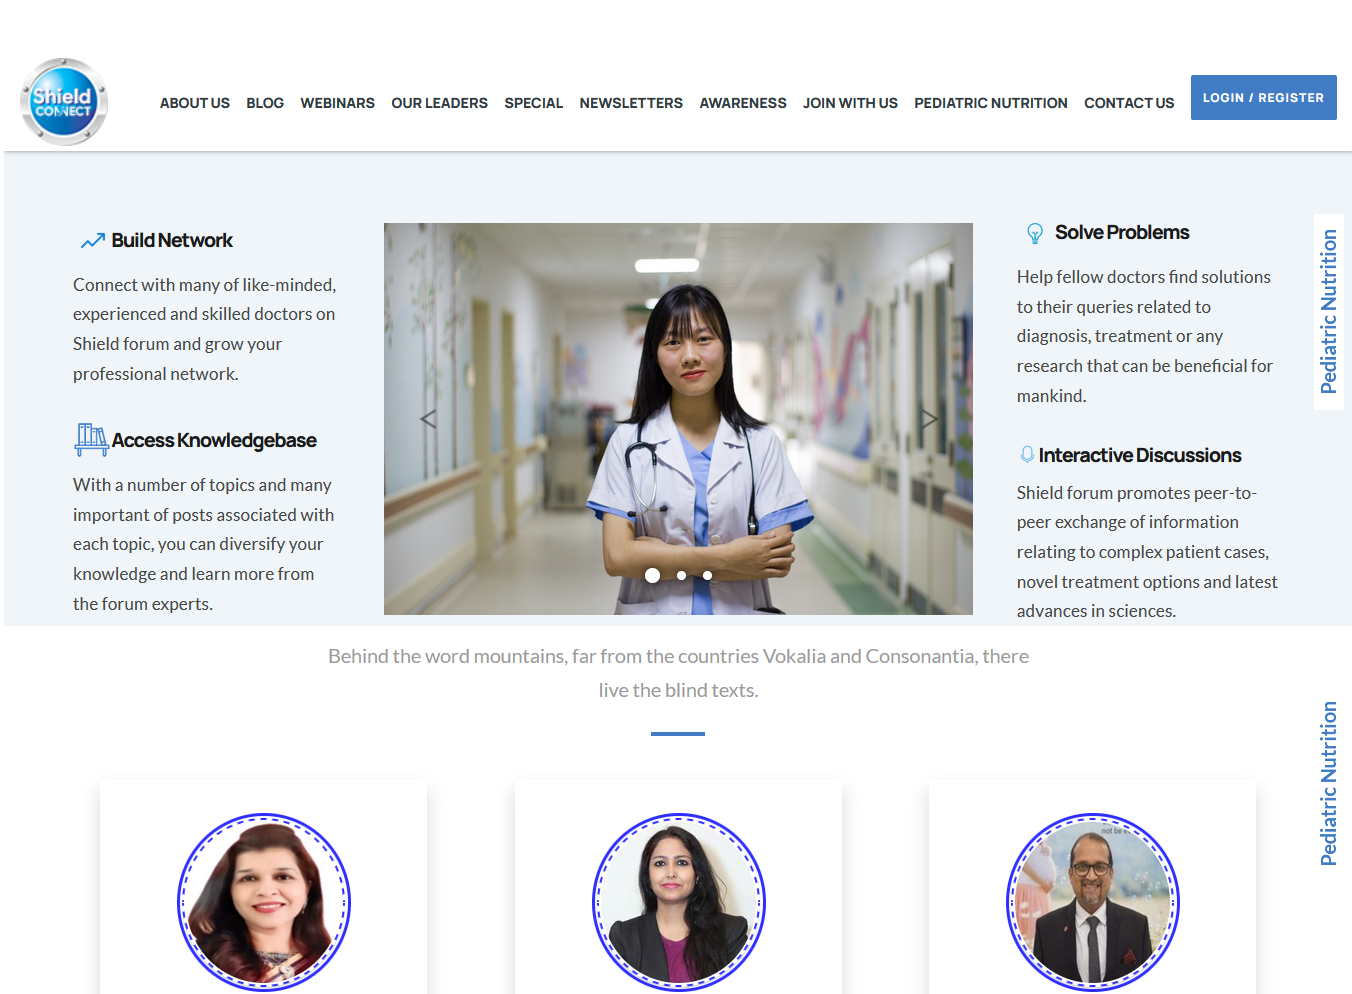 Shield
CONNECT
ABOUT US BLOG WEBINARS OUR LEADERS SPECIAL NEWSLETTERS AWARENESS JOIN WITH US PEDIATRIC NUTRITION CONTACT US LOGIN / REGISTER
Build Network
Connect with many of like-minded,
experienced and skilled doctors on
Shield forum and grow your
professional network.
Access Knowledgebase
With a number of topics and many
important of posts associated with
each topic, you can diversify your
knowledge and learn more from
the forum experts.
Solve Problems
Help fellow doctors find solutions
to their queries related to
diagnosis, treatment or any
research that can be beneficial for
mankind.
Interactive Discussions
Shield forum promotes peer-to-
peer exchange of information
relating to complex patient cases,
novel treatment options and latest
advances in sciences.
Pediatric Nutrition
Behind the word mountains, far from the countries Vokalia and Consonantia, there
live the blind texts.
Pediatric Nutrition
not be